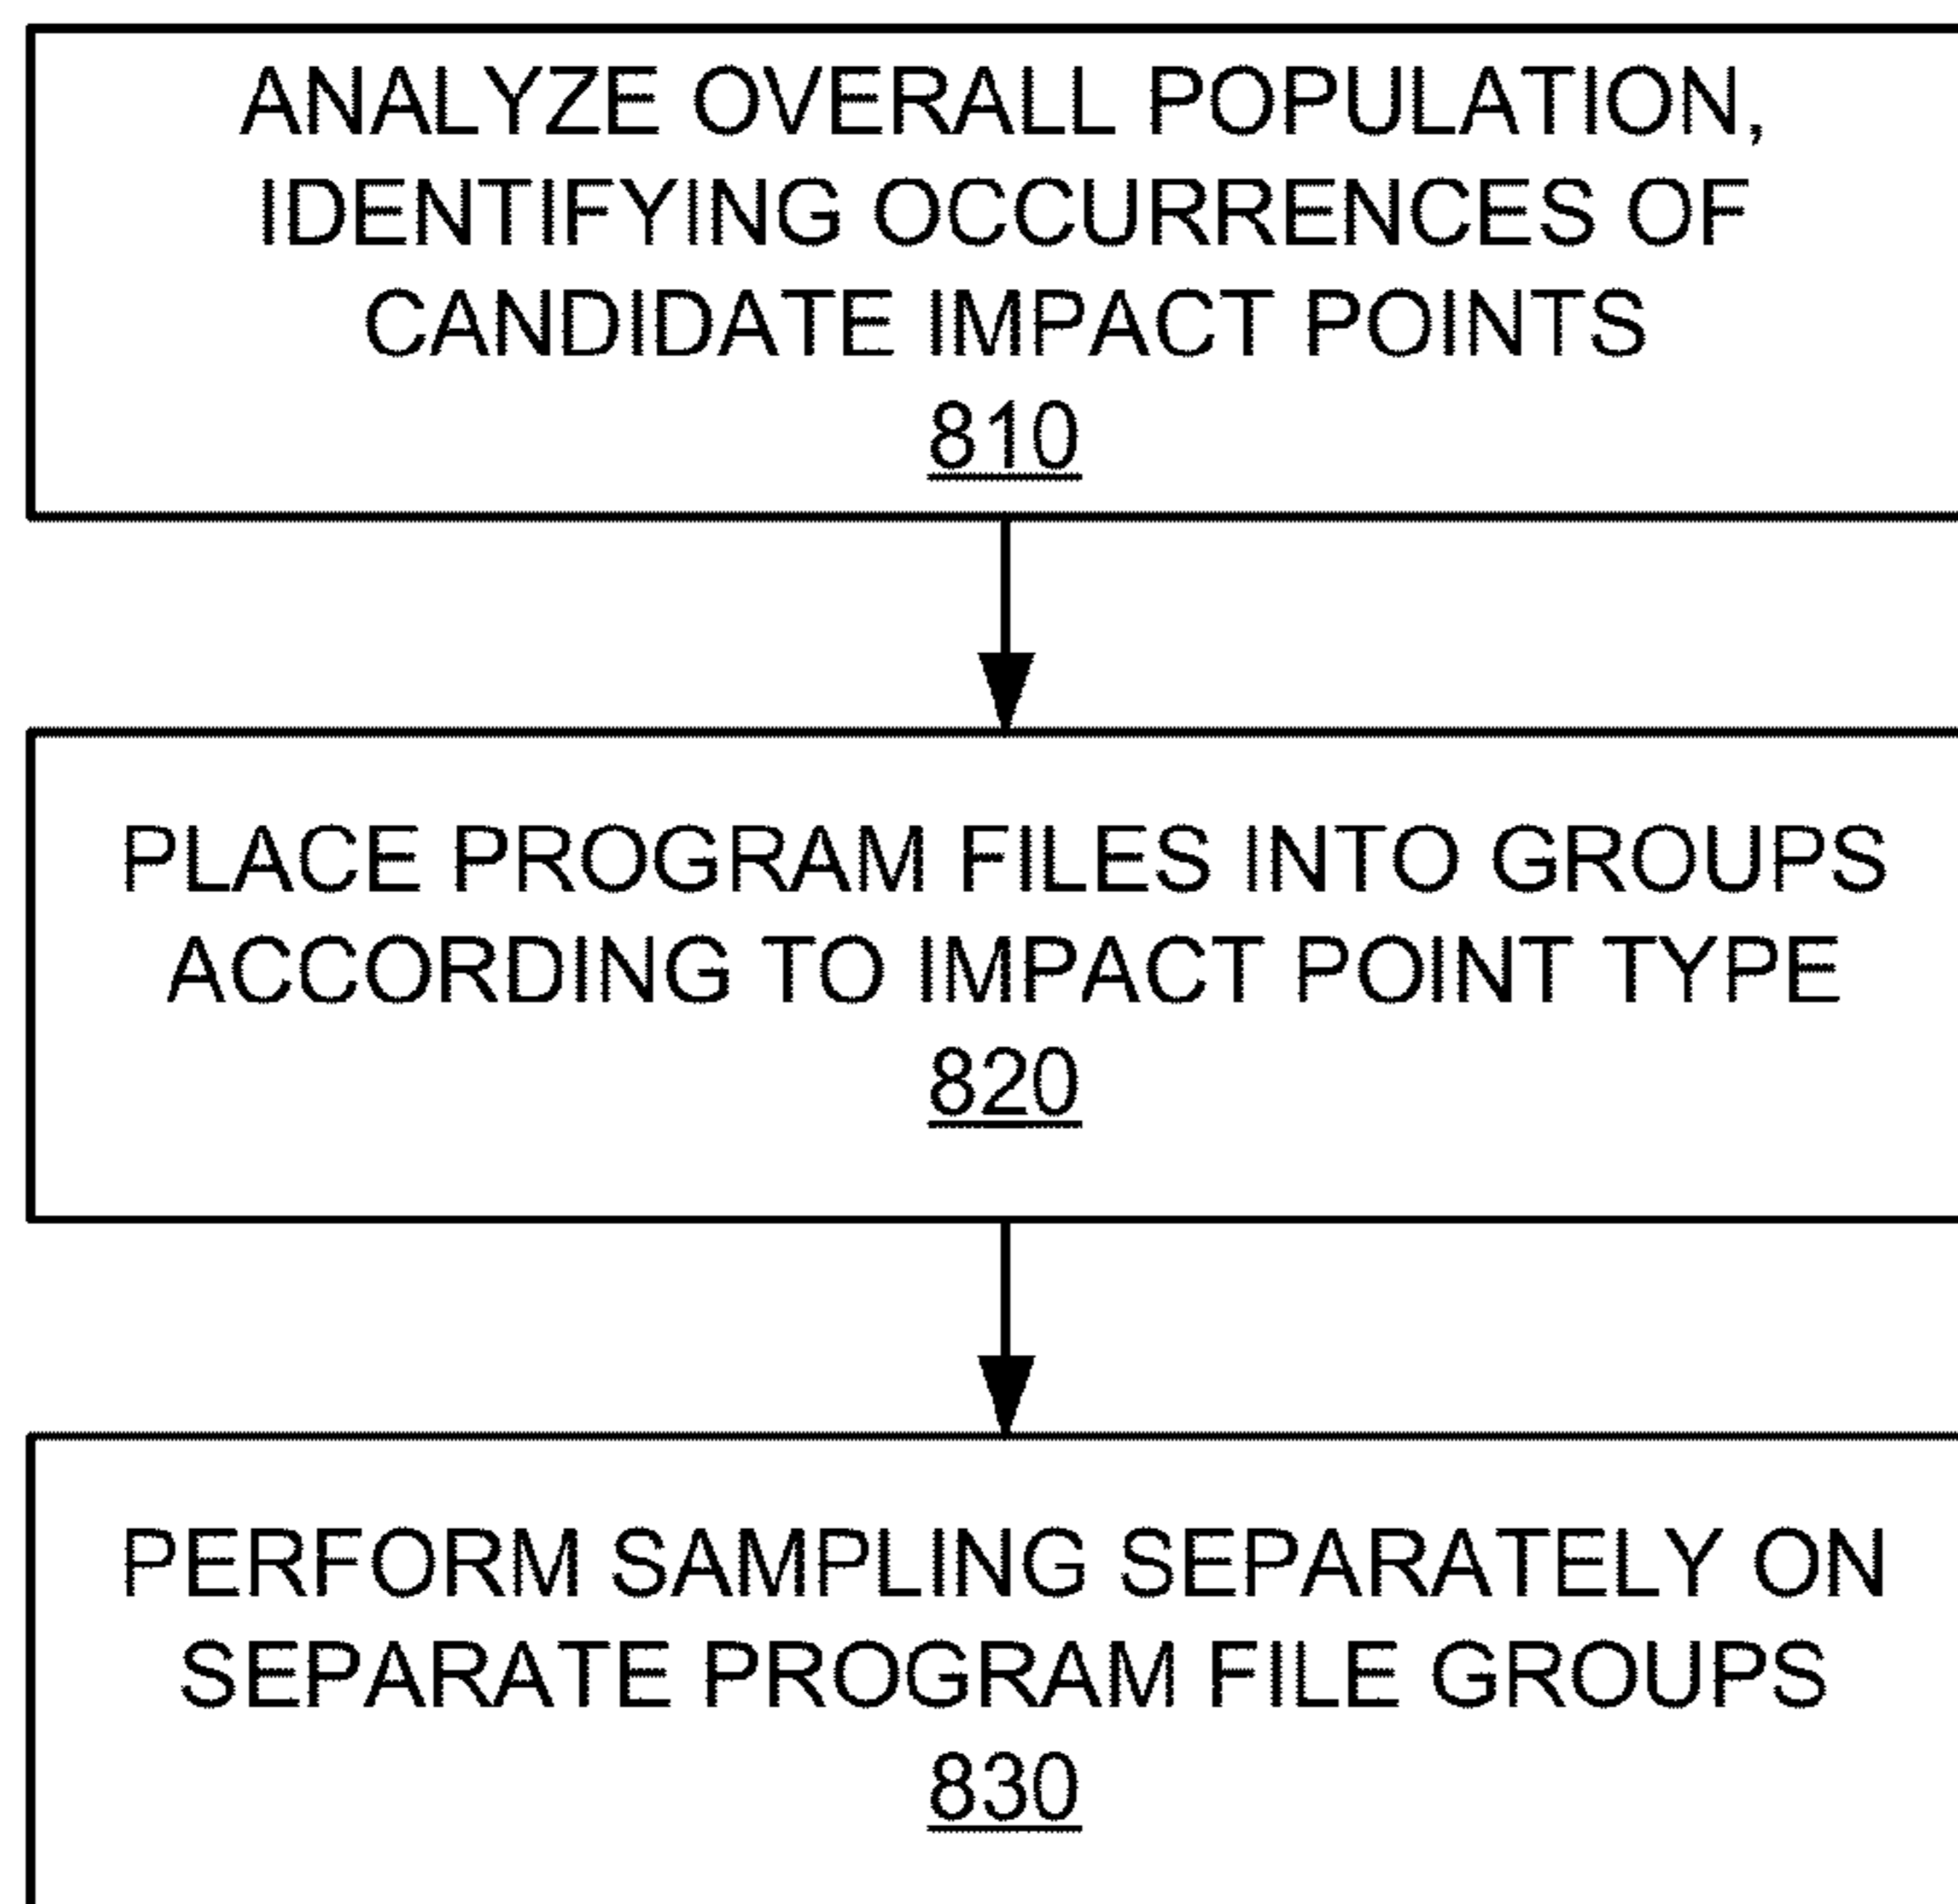 ANALYZE OVERALL POPULATION,
IDENTIFYING OCCURRENCES OF
CANDIDATE IMPACT POINTS
810
PLACE PROGRAM FILES INTO GROUPS
ACCORDING TO IMPACT POINT TYPE
820
PERFORM SAMPLING SEPARATELY ON
SEPARATE PROGRAM FILE GROUPS
830